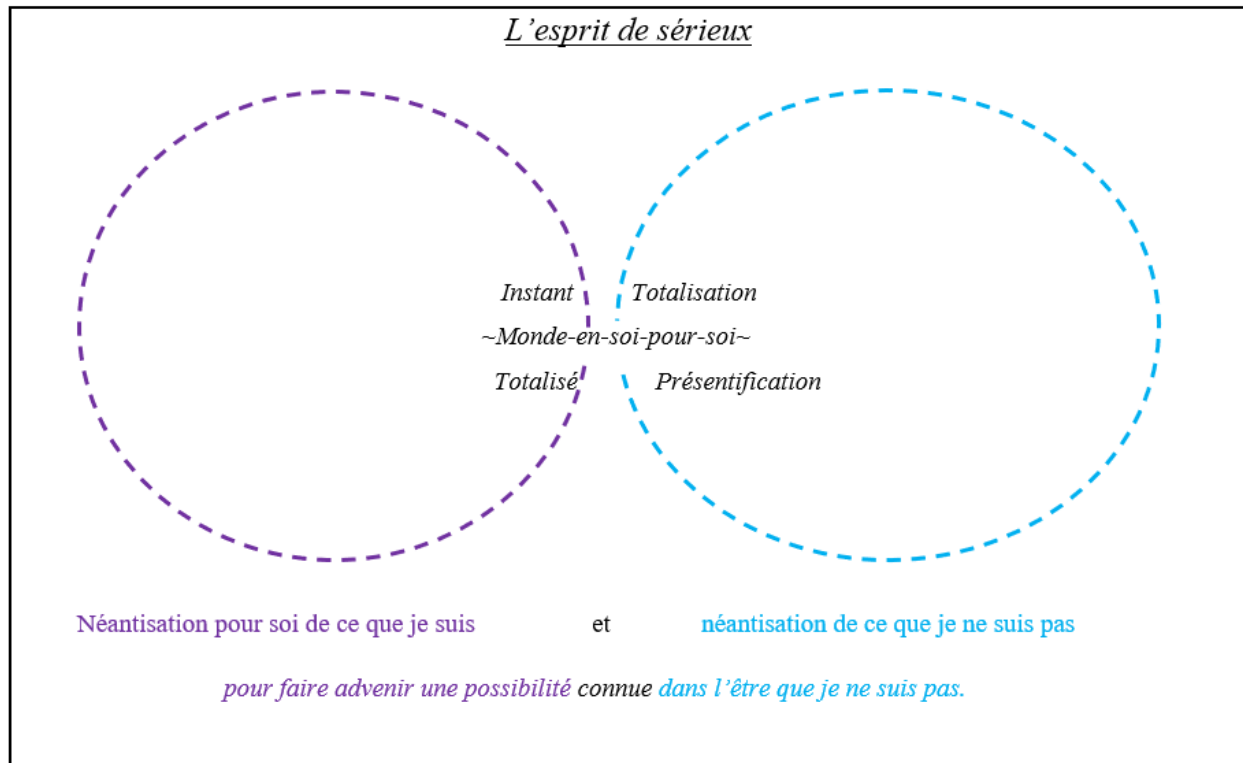 L’esprit de sérieux
Instant Totalisation
~Monde-en-soi-pour-soi~
Totalisé Présentification
Néantisation pour soi de ce que je suis et néantisation de ce que je ne suis pas
pour faire advenir une possibilité connue dans l’être que je ne suis pas.